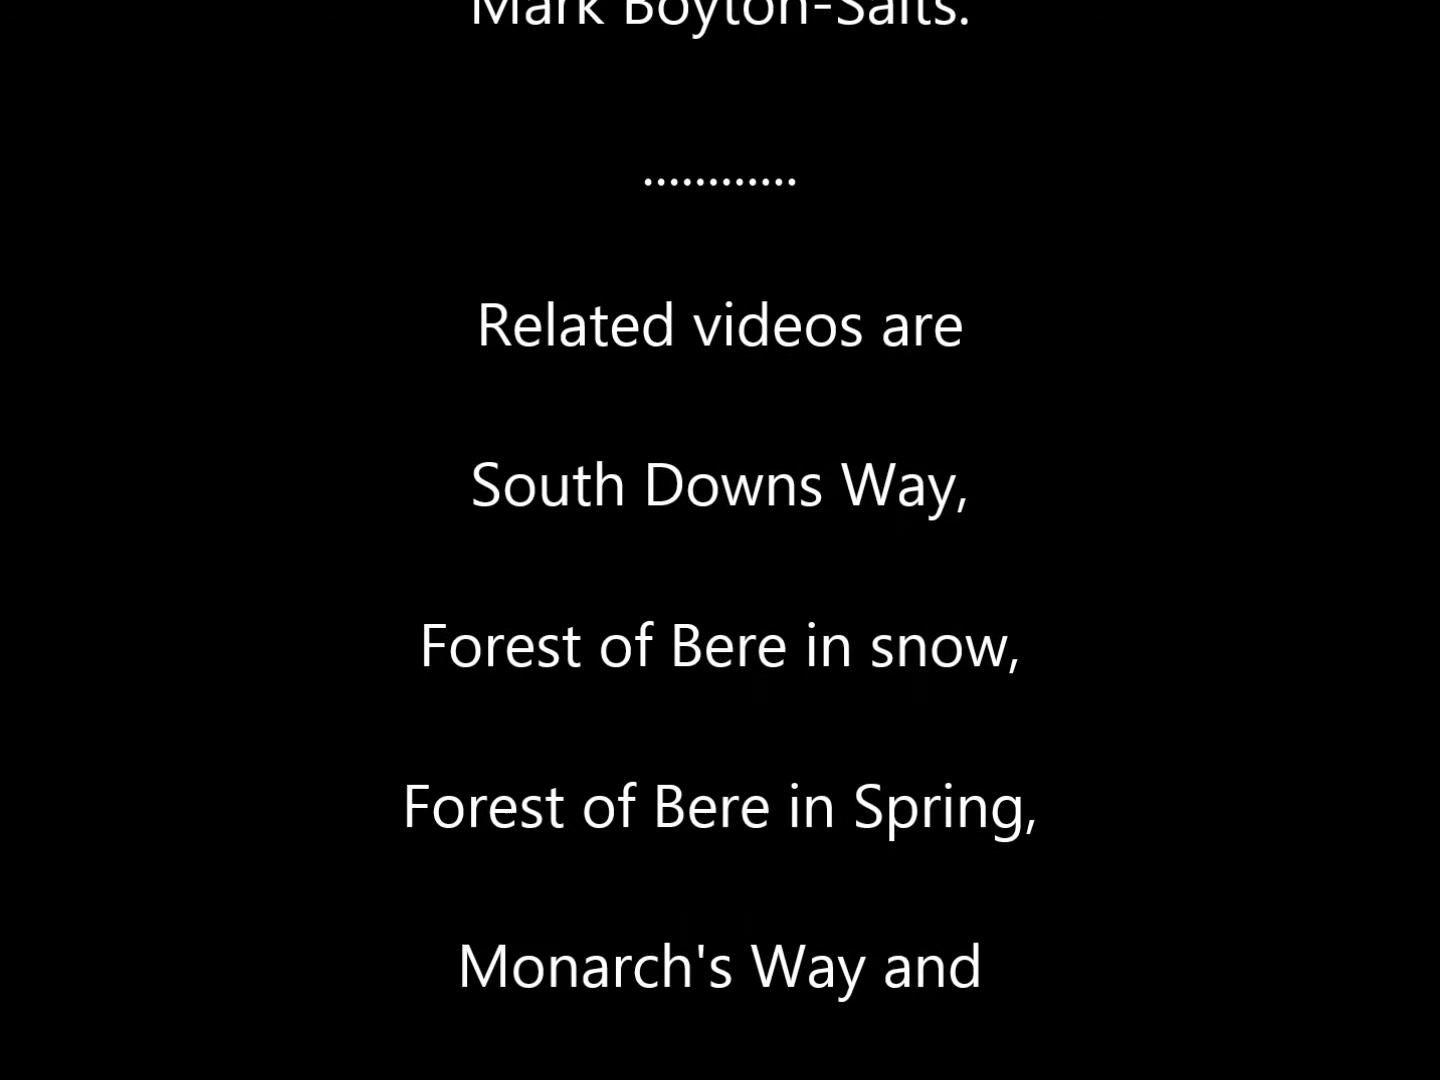 Mark Boyton-Salts.
............
Related videos are
South Downs Way,
Forest of Bere in snow,
Forest of Bere in Spring,
Monarch's Way and